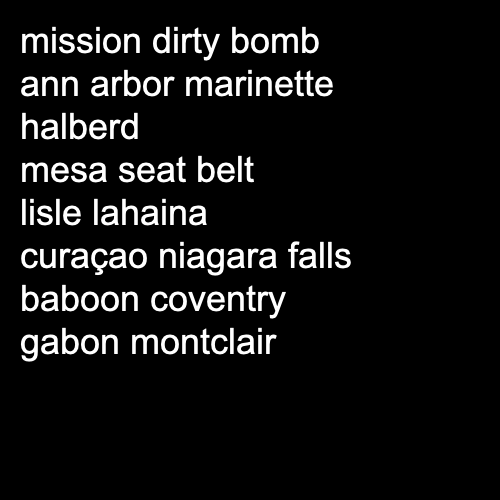 mission dirty bomb
ann arbor marinette
halberd
mesa seat belt
lisle lahaina
curaçao niagara falls
baboon coventry
gabon montclair